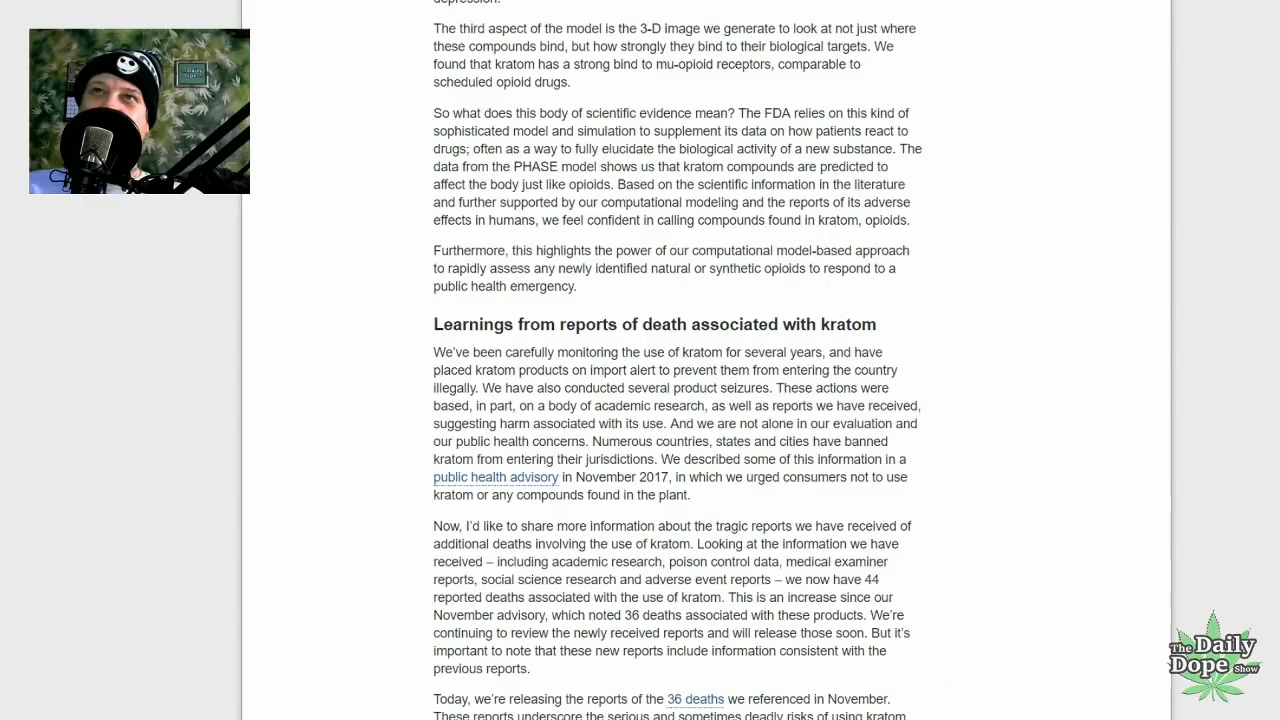 depression.
The third aspect of the model is the 3-D image we generate to look at not just where
these compounds bind, but how strongly they bind to their biological targets. We
found that kratom has a strong bind to mu-opioid receptors, comparable to
scheduled opioid drugs.
So what does this body of scientific evidence mean? The FDA relies on this kind of
sophisticated model and simulation to supplement its data on how patients react to
drugs; often as a way to fully elucidate the biological activity of a new substance. The
data from the PHASE model shows us that kratom compounds are predicted to
affect the body just like opioids. Based on the scientific information in the literature
and further supported by our computational modeling and the reports of its adverse
effects in humans, we feel confident in calling compounds found in kratom, opioids.
Furthermore, this highlights the power of our computational model-based approach
to rapidly assess any newly identified natural or synthetic opioids to respond to a
public health emergency.
Learnings from reports of death associated with kratom
We've been carefully monitoring the use of kratom for several years, and have
placed kratom products on import alert to prevent them from entering the country
illegally. We have also conducted several product seizures. These actions were
based, in part, on a body of academic research, as well as reports we have received,
suggesting harm associated with its use. And we are not alone in our evaluation and
our public health concerns. Numerous countries, states and cities have banned
kratom from entering their jurisdictions. We described some of this information in a
public health advisory in November 2017, in which we urged consumers not to use
kratom or any compounds found in the plant.
Now, I'd like to share more information about the tragic reports we have received of
additional deaths involving the use of kratom. Looking at the information we have
received – including academic research, poison control data, medical examiner
reports, social science research and adverse event reports – we now have 44
reported deaths associated with the use of kratom. This is an increase since our
November advisory, which noted 36 deaths associated with these products. We're
continuing to review the newly received reports and will release those soon. But it's
important to note that these new reports include information consistent with the
previous reports.
Today, we're releasing the reports of the 36 deaths we referenced in November.
These reports underscore the serious and sometimes deadly risks of using kratom
The Daily
Dope Show